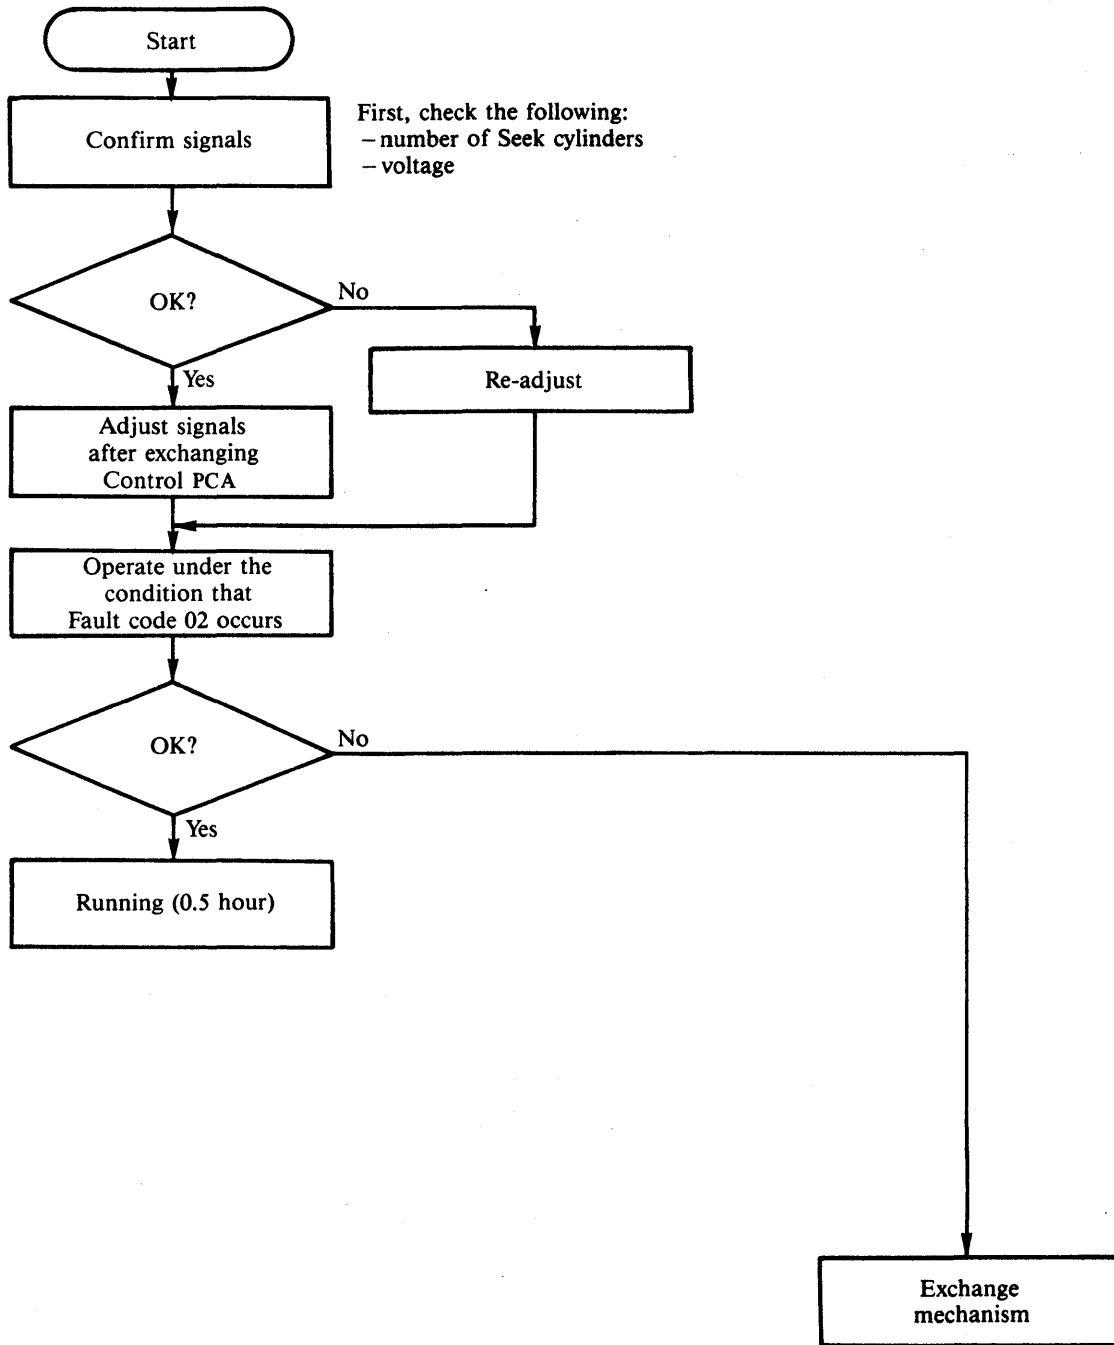 Start
Confirm signals
First, check the following:
– number of Seek cylinders
– voltage
OK?
No
Yes
Re-adjust
Adjust signals
after exchanging
Control PCA
Operate under the
condition that
Fault code 02 occurs
OK?
No
Yes
Running (0.5 hour)
Exchange
mechanism